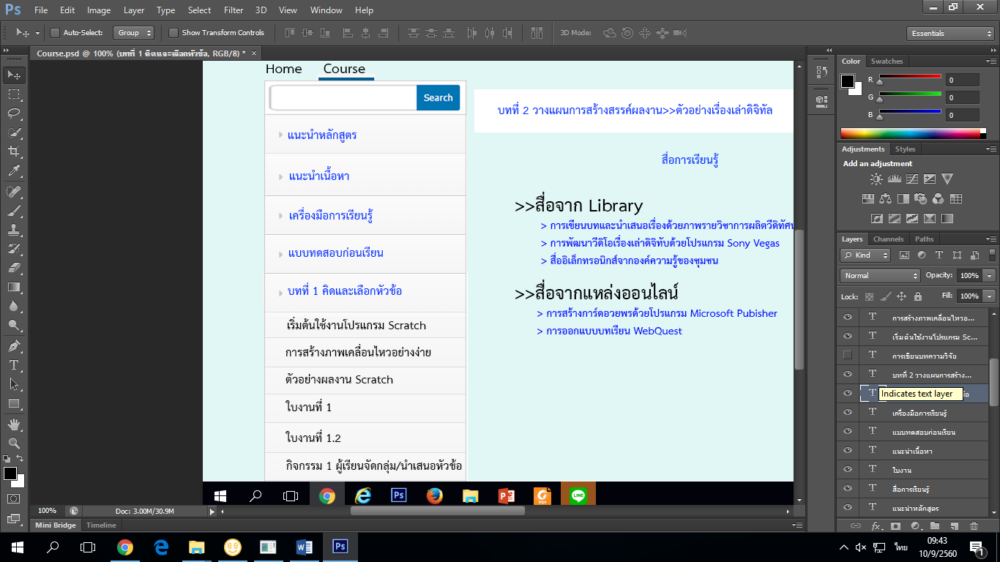 Ps File Edit Image Layer Type Select Filter 3D View Window Help
Auto-Select: Group Show Transform Controls 3D Mode: Essentials
Course.psd @ 100% (บทที่ 1 คิดและเลือกหัวข้อ, RGB/8) * ×
Home Course
Search
แนะนำหลักสูตร
แนะนำเนื้อหา
เครื่องมือการเรียนรู้
แบบทดสอบก่อนเรียน
บทที่ 1 คิดและเลือกหัวข้อ
เริ่มต้นใช้งานโปรแกรม Scratch
การสร้างภาพเคลื่อนไหวอย่างง่าย
ตัวอย่างผลงาน Scratch
ใบงานที่ 1
ใบงานที่ 1.2
กิจกรรม 1 ผู้เรียนจัดกลุ่ม/นำเสนอหัวข้อ
บทที่ 2 วางแผนการสร้างสรรค์ผลงาน>>ตัวอย่างเรื่องเล่าดิจิทัล
สื่อการเรียนรู้
>>สื่อจาก Library
> การเขียนบทและนำเสนอเรื่องด้วยภาพรายวิชาการผลิตวีดิทัศน
> การพัฒนาวีดิโอเรื่องเล่าดิจิทับด้วยโปรแกรม Sony Vegas
> สื่ออิเล็กทรอนิกส์จากองค์ความรู้ของชุมชน
>>สื่อจากแหล่งออนไลน์
> การสร้างการ์ดอวยพรด้วยโปรแกรม Microsoft Pubisher
> การออกแบบบทเรียน WebQuest
Color Swatches
R 0
G 0
B 0
Adjustments Styles
Add an adjustment
Layers Channels Paths
Kind
Normal Opacity: 100%
Lock: Fill: 100%
T การสร้างภาพเคลื่อนไหวอ...
T เริ่มต้นใช้งานโปรแกรม Sc...
T การเขียนบทความวิจัย
T บทที่ 2 วางแผนการสร้าง...
T Indicates text layer
T เครื่องมือการเรียนรู้
T แบบทดสอบก่อนเรียน
T แนะนำเนื้อหา
T ใบงาน
T สื่อการเรียนรู้
T แนะนำหลักสูตร
fx
100% Doc: 3.00M/30.9M
Mini Bridge Timeline
ไทย
09:43
10/9/2560
1